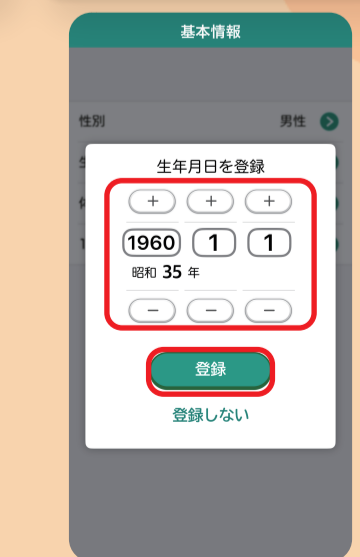 基本情報
性別 男性
生年月日を登録
+ + +
1960 1 1
昭和 35 年
− − −
登録
登録しない